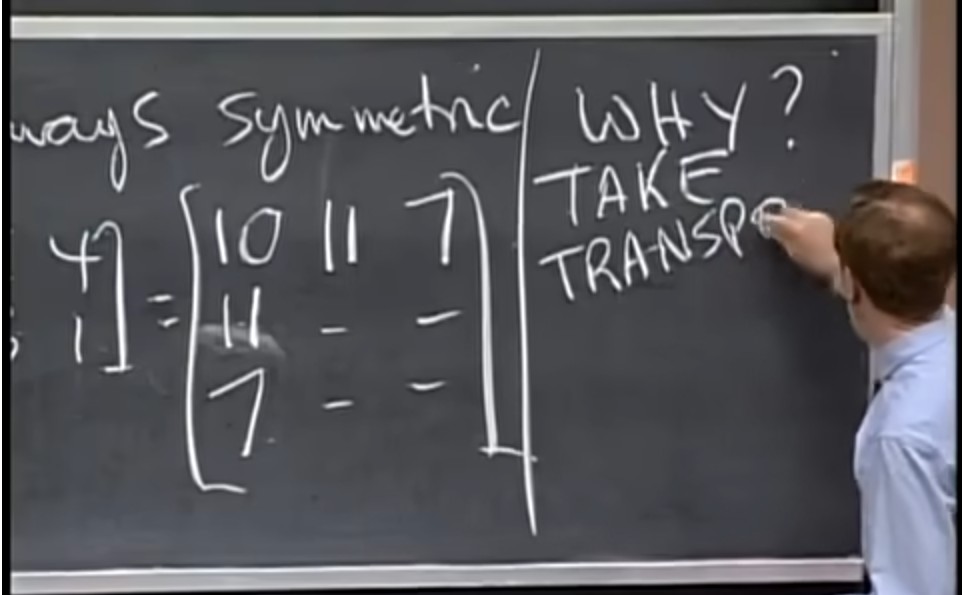 ways symmetric
WHY?
TAKE
TRANSPO
4
1
=
10 11 7
11 - -
7 - -